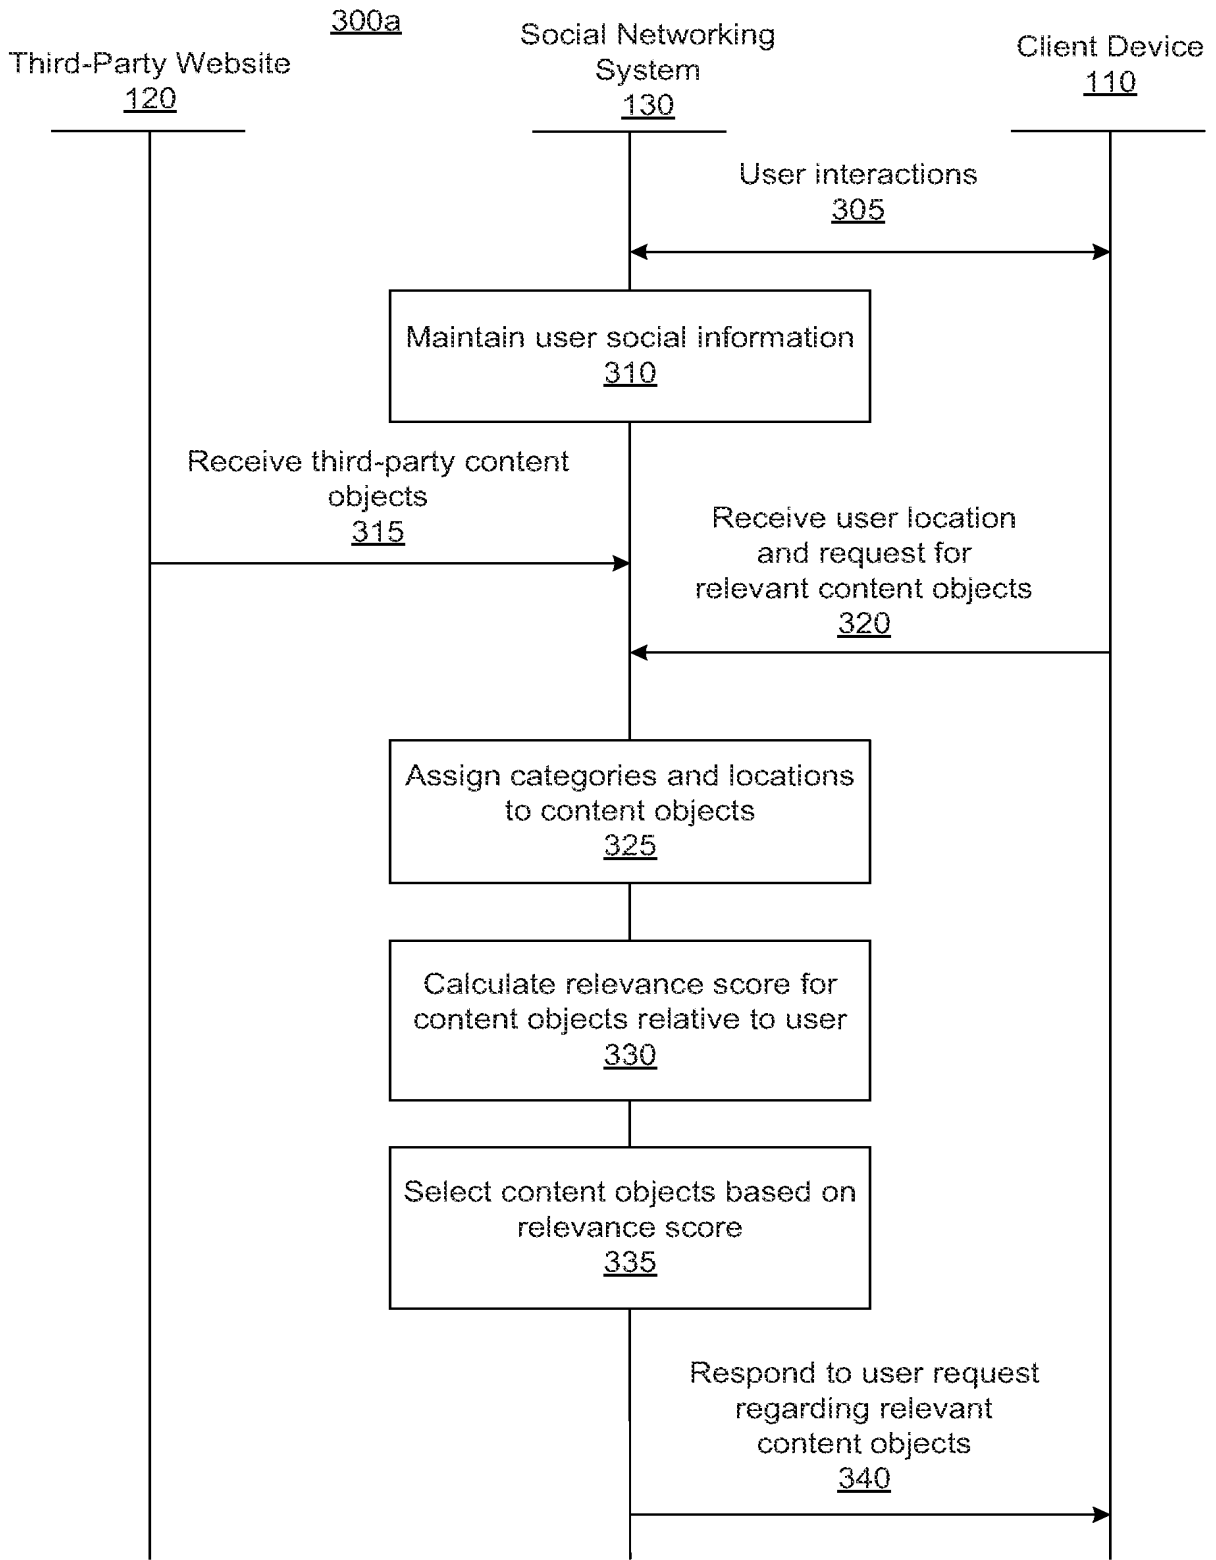 300a
Third-Party Website
120
Social Networking
System
130
Client Device
110
User interactions
305
Maintain user social information
310
Receive third-party content
objects
315
Receive user location
and request for
relevant content objects
320
Assign categories and locations
to content objects
325
Calculate relevance score for
content objects relative to user
330
Select content objects based on
relevance score
335
Respond to user request
regarding relevant
content objects
340